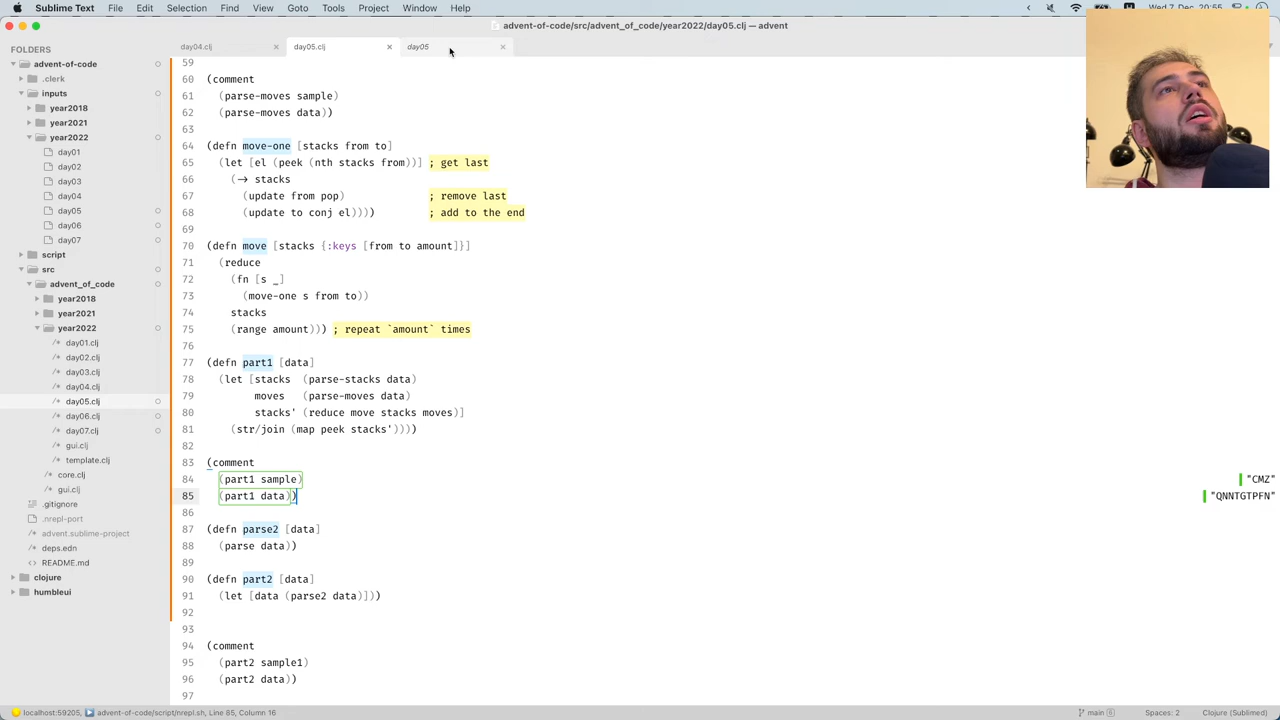 Sublime Text File Edit Selection Find View Goto Tools Project Window Help
advent-of-code/src/advent_of_code/year2022/day05.clj — advent
FOLDERS
advent-of-code
.clerk
inputs
year2018
year2021
year2022
day01
day02
day03
day04
day05
day06
day07
script
src
advent_of_code
year2018
year2021
year2022
day01.clj
day02.clj
day03.clj
day04.clj
day05.clj
day06.clj
day07.clj
gui.clj
template.clj
core.clj
gui.clj
.gitignore
.nrepl-port
advent.sublime-project
deps.edn
README.md
clojure
humbleui
day04.clj day05.clj day05
59
60 (comment
61 (parse-moves sample)
62 (parse-moves data))
63
64 (defn move-one [stacks from to]
65 (let [el (peek (nth stacks from))] ; get last
66 (-> stacks
67 (update from pop) ; remove last
68 (update to conj el)))) ; add to the end
69
70 (defn move [stacks {:keys [from to amount]}]
71 (reduce
72 (fn [s _]
73 (move-one s from to))
74 stacks
75 (range amount))) ; repeat `amount` times
76
77 (defn part1 [data]
78 (let [stacks (parse-stacks data)
79 moves (parse-moves data)
80 stacks' (reduce move stacks moves)]
81 (str/join (map peek stacks'))))
82
83 (comment
84 (part1 sample) "CMZ"
85 (part1 data)) "QNNTGTPFN"
86
87 (defn parse2 [data]
88 (parse data))
89
90 (defn part2 [data]
91 (let [data (parse2 data)]))
92
93
94 (comment
95 (part2 sample1)
96 (part2 data))
97
localhost:59205, advent-of-code/script/nrepl.sh, Line 85, Column 16 main 6 Spaces: 2 Clojure (Sublimed)